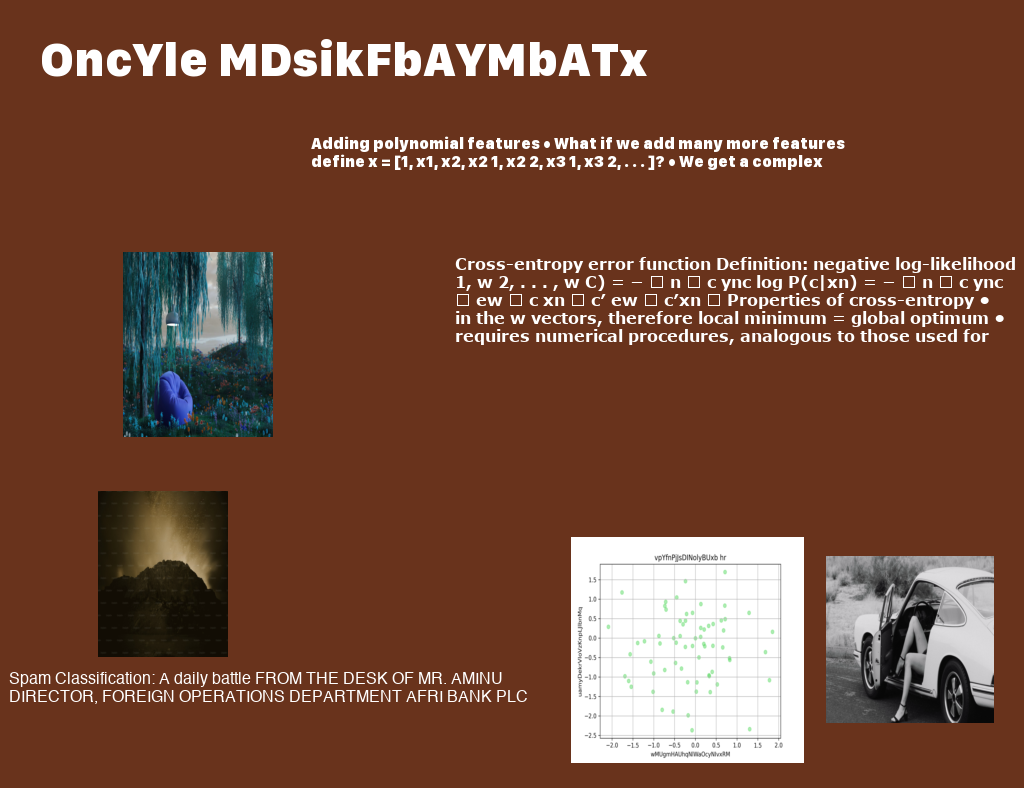 OncYle MDsikFbAYMbATx
Adding polynomial features • What if we add many more features
define x = [1, x1, x2, x2 1, x2 2, x3 1, x3 2, . . . ]? • We get a complex
Cross-entropy error function Definition: negative log-likelihood
1, w 2, . . . , w C) = − □ n □ c ync log P(c|xn) = − □ n □ c ync
□ ew □ c xn □ c′ ew □ c′xn □ Properties of cross-entropy •
in the w vectors, therefore local minimum = global optimum •
requires numerical procedures, analogous to those used for
Spam Classification: A daily battle FROM THE DESK OF MR. AMINU
DIRECTOR, FOREIGN OPERATIONS DEPARTMENT AFRI BANK PLC
1.5
1.0
0.5
0.0
−0.5
−1.0
−1.5
−2.0
−2.5
−2.0 −1.5 −1.0 −0.5 0.0 0.5 1.0 1.5 2.0